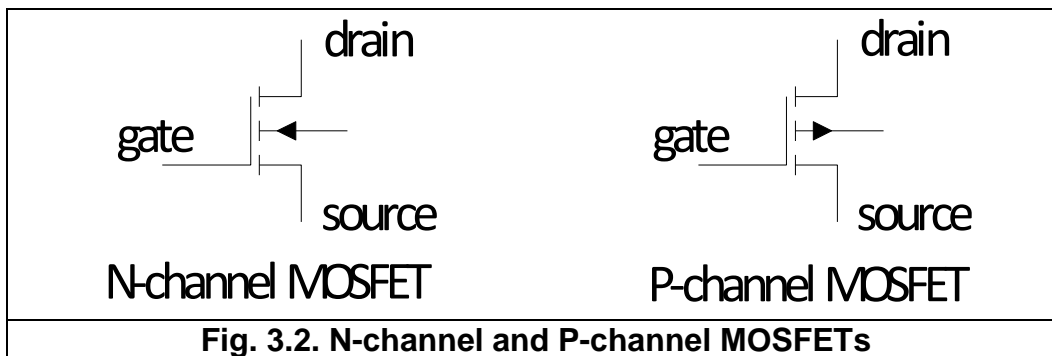 drain drain
gate gate
source source
N-channel MOSFET P-channel MOSFET
Fig. 3.2. N-channel and P-channel MOSFETs